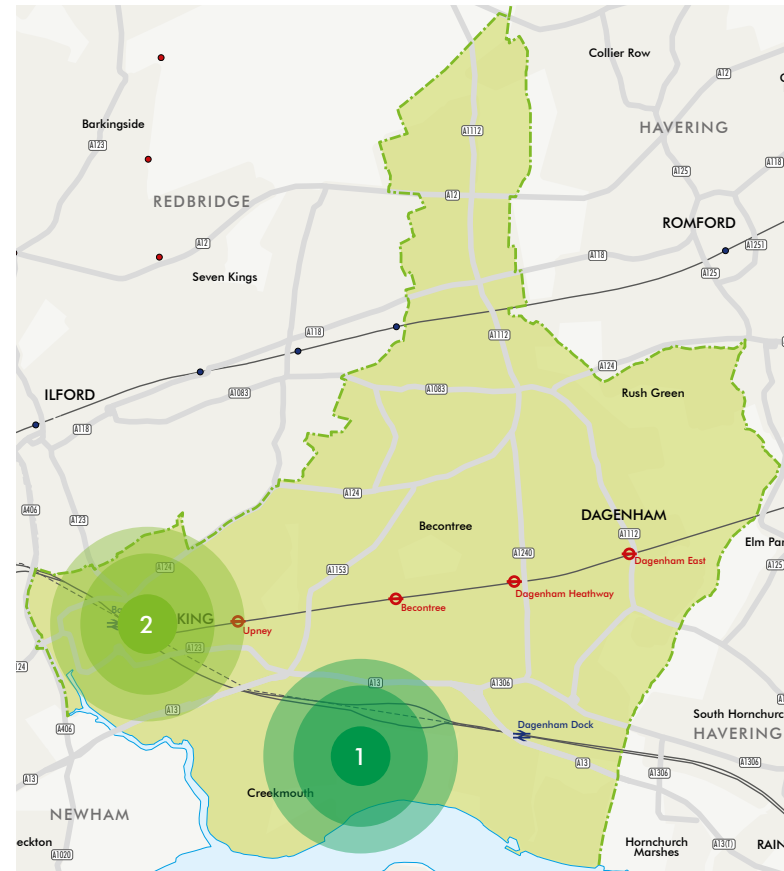 Collier Row
A12
A1112
Barkingside
A123
HAVERING
A118
A125
A12
REDBRIDGE
ROMFORD
A12
A1251
A118
Seven Kings
A125
A118
A1112
A124
A1083
A1083
Rush Green
ILFORD
A118
A124
A406
A123
DAGENHAM
Becontree
A1112
Elm Par
A1240
Dagenham East
A124
A1153
A125
Dagenham Heathway
Becontree
2
KING
Upney
A123
A13
A1306
24
A13
South Hornchurc
Dagenham Dock
A406
HAVERING
1
A13
A1306
A1306
A13
Creekmouth
NEWHAM
eckton
A1020
Hornchurch
Marshes
A13(T)
RAIN